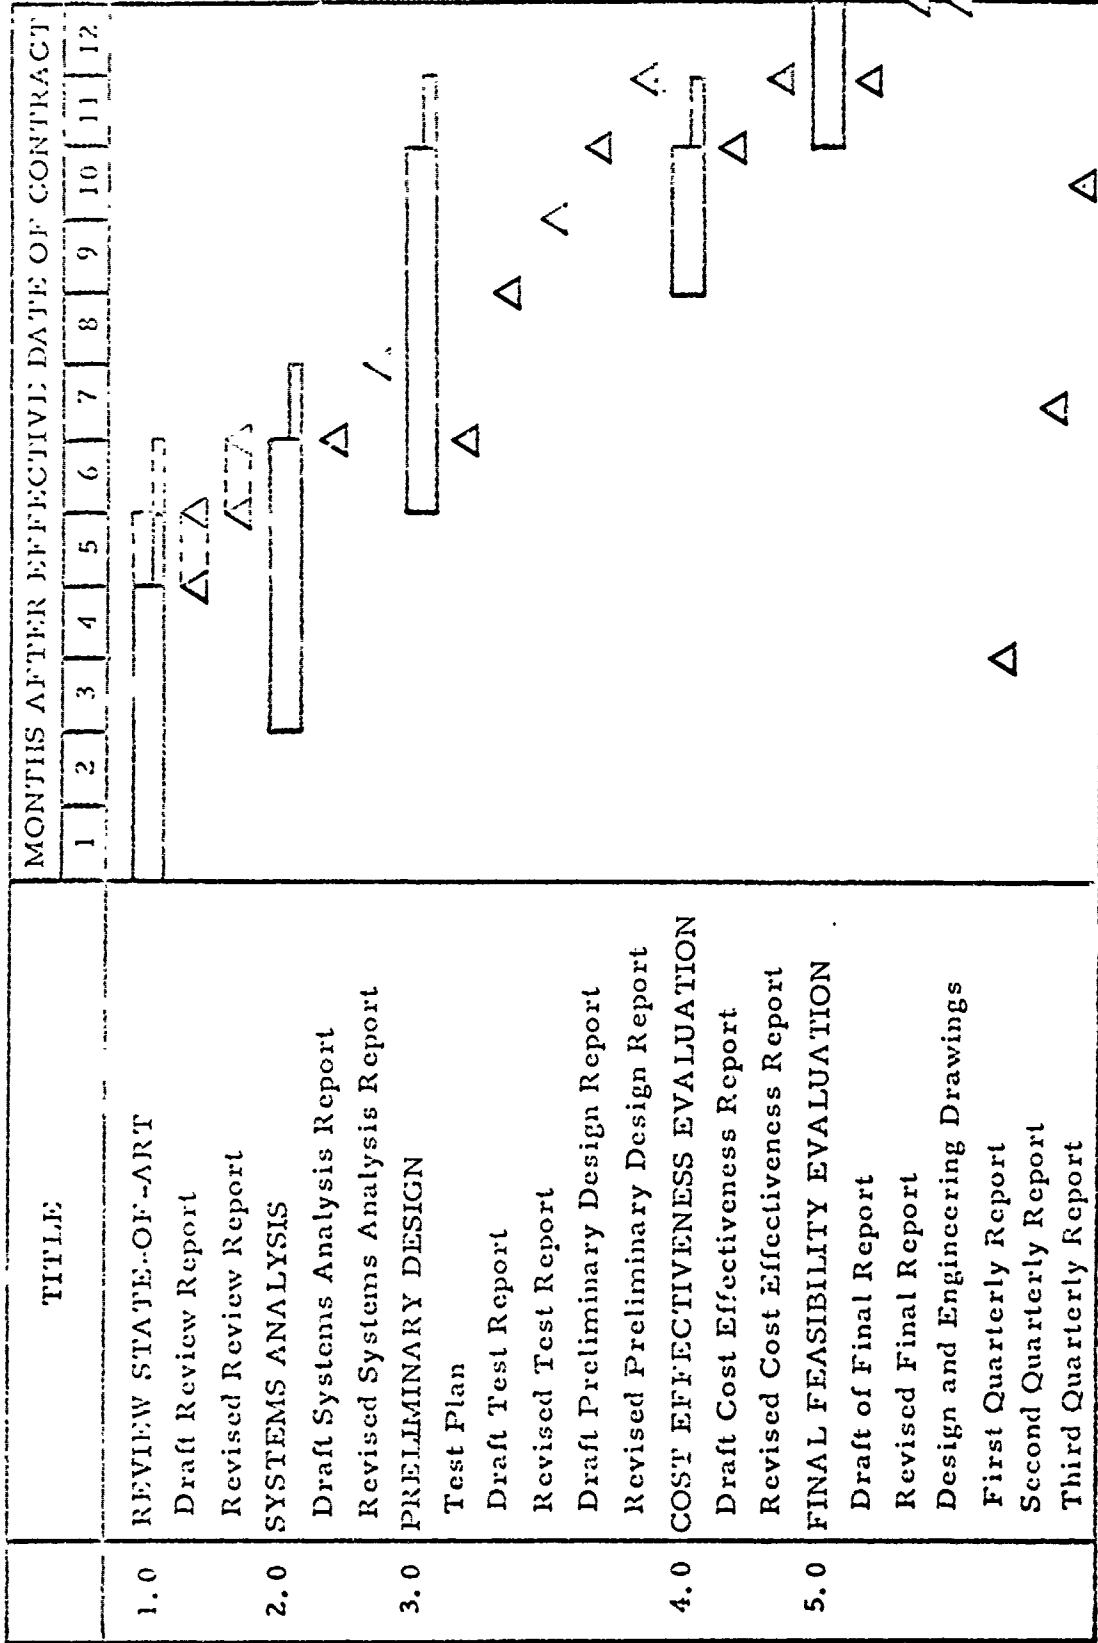 TITLE
MONTHS AFTER EFFECTIVE DATE OF CONTRACT
1 2 3 4 5 6 7 8 9 10 11 12
1.0 REVIEW STATE-OF-ART
Draft Review Report
Revised Review Report
2.0 SYSTEMS ANALYSIS
Draft Systems Analysis Report
Revised Systems Analysis Report
3.0 PRELIMINARY DESIGN
Test Plan
Draft Test Report
Revised Test Report
Draft Preliminary Design Report
Revised Preliminary Design Report
4.0 COST EFFECTIVENESS EVALUATION
Draft Cost Effectiveness Report
Revised Cost Effectiveness Report
5.0 FINAL FEASIBILITY EVALUATION
Draft of Final Report
Revised Final Report
Design and Engineering Drawings
First Quarterly Report
Second Quarterly Report
Third Quarterly Report